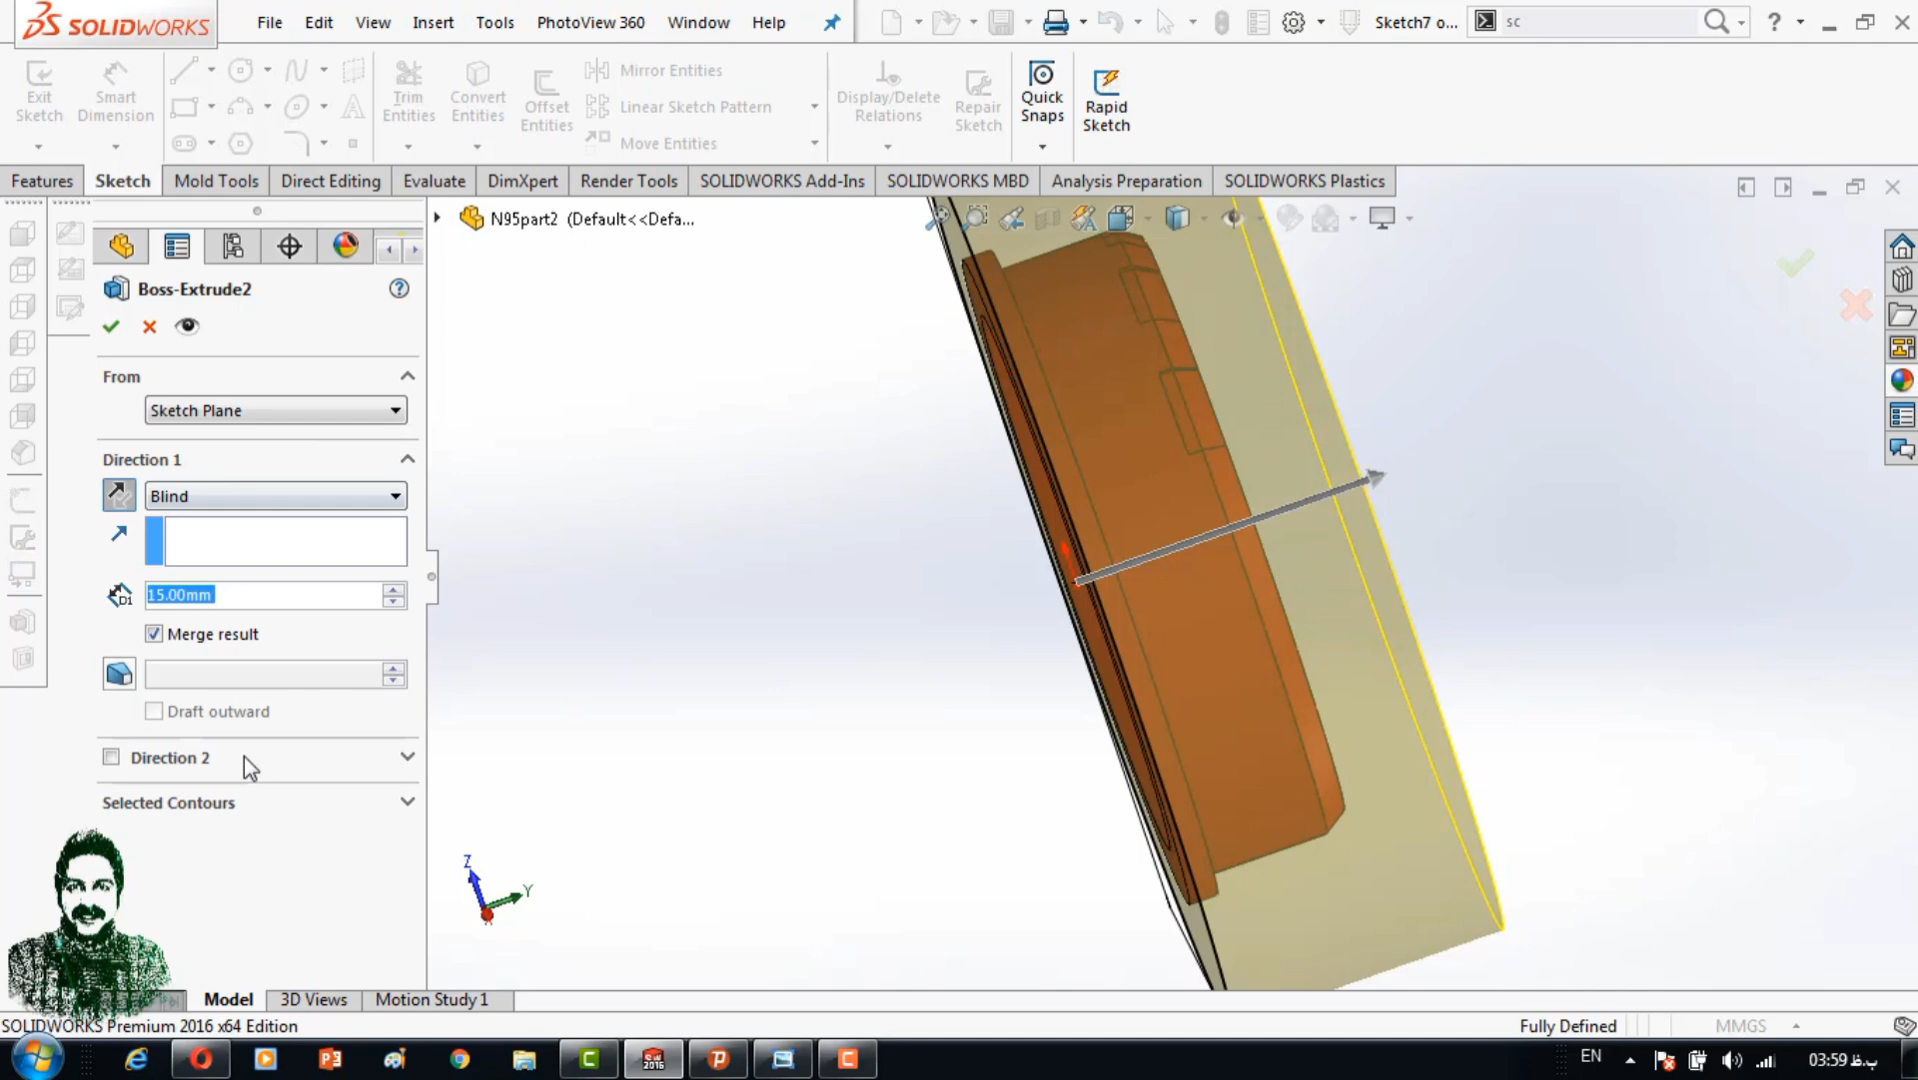 SOLIDWORKS
File
Edit
View
Insert
Tools
PhotoView 360
Window
Help
Sketch7 o...
sc
Exit
Sketch
Smart
Dimension
Trim
Entities
Convert
Entities
Offset
Entities
Mirror Entities
Linear Sketch Pattern
Move Entities
Display/Delete
Relations
Repair
Sketch
Quick
Snaps
Rapid
Sketch
Features
Sketch
Mold Tools
Direct Editing
Evaluate
DimXpert
Render Tools
SOLIDWORKS Add-Ins
SOLIDWORKS MBD
Analysis Preparation
SOLIDWORKS Plastics
N95part2 (Default<<Defa...
Boss-Extrude2
From
Sketch Plane
Direction 1
Blind
D1
15.00mm
Merge result
Draft outward
Direction 2
Selected Contours
Z
Y
X
Model
3D Views
Motion Study 1
SOLIDWORKS Premium 2016 x64 Edition
Fully Defined
MMGS
EN
03:59 ب.ظ